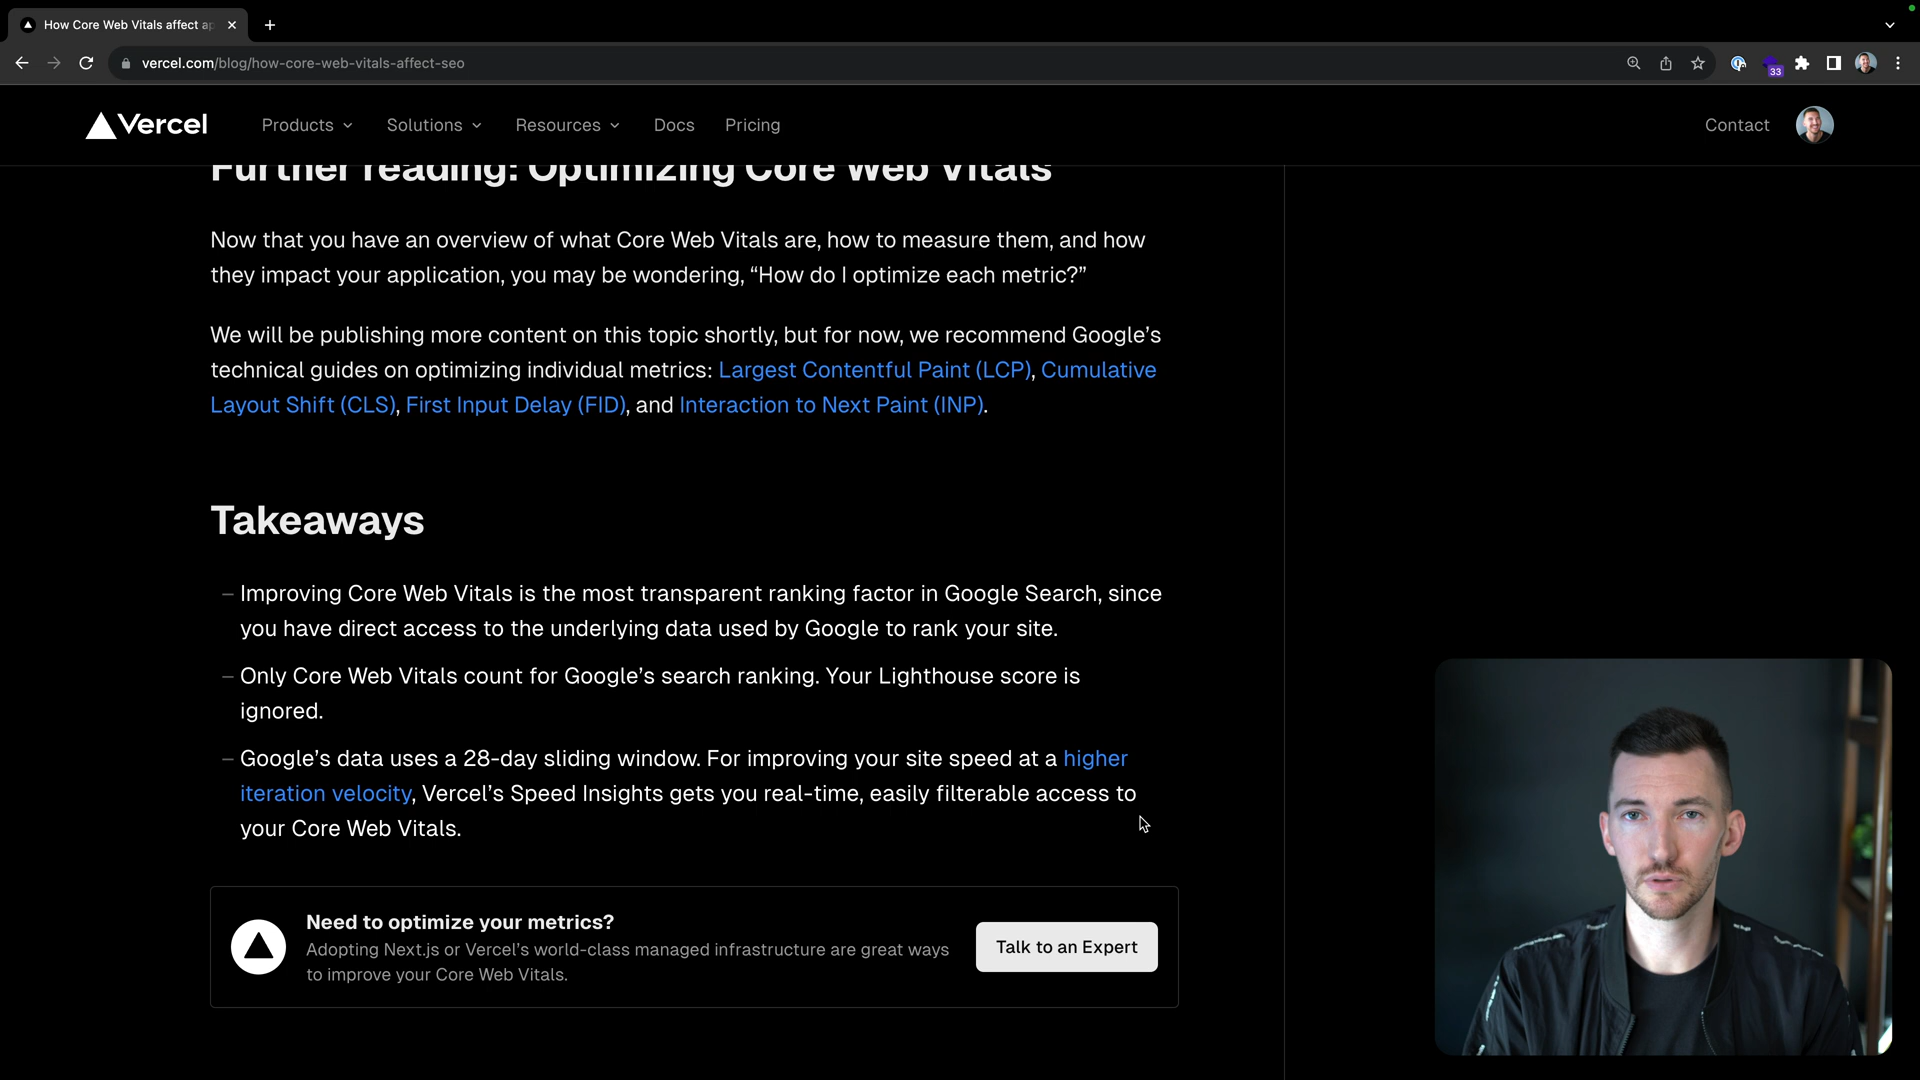 How Core Web Vitals affect ap
vercel.com/blog/how-core-web-vitals-affect-seo
33
Vercel
Products
Solutions
Resources
Docs
Pricing
Contact
Further reading: Optimizing Core Web Vitals
Now that you have an overview of what Core Web Vitals are, how to measure them, and how
they impact your application, you may be wondering, “How do I optimize each metric?”
We will be publishing more content on this topic shortly, but for now, we recommend Google’s
technical guides on optimizing individual metrics: Largest Contentful Paint (LCP), Cumulative
Layout Shift (CLS), First Input Delay (FID), and Interaction to Next Paint (INP).
Takeaways
– Improving Core Web Vitals is the most transparent ranking factor in Google Search, since
you have direct access to the underlying data used by Google to rank your site.
– Only Core Web Vitals count for Google’s search ranking. Your Lighthouse score is
ignored.
– Google’s data uses a 28-day sliding window. For improving your site speed at a higher
iteration velocity, Vercel’s Speed Insights gets you real-time, easily filterable access to
your Core Web Vitals.
Need to optimize your metrics?
Adopting Next.js or Vercel’s world-class managed infrastructure are great ways
to improve your Core Web Vitals.
Talk to an Expert